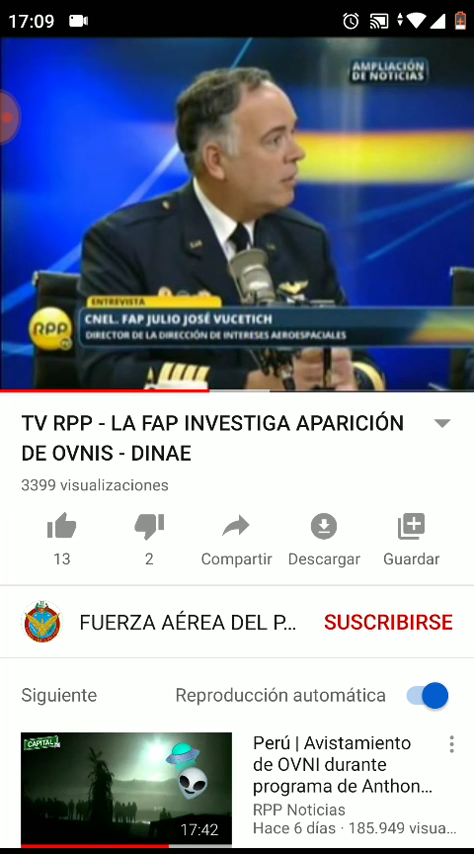 17:09
AMPLIACIÓN
DE NOTICIAS
ENTREVISTA
CNEL. FAP JULIO JOSÉ VUCETICH
DIRECTOR DE LA DIRECCIÓN DE INTERESES AEROESPACIALES
RPP
TV
TV RPP - LA FAP INVESTIGA APARICIÓN
DE OVNIS - DINAE
3399 visualizaciones
13
2
Compartir
Descargar
Guardar
FUERZA AÉREA DEL P...
SUSCRIBIRSE
Siguiente
Reproducción automática
CAPITAL
17:42
Perú | Avistamiento
de OVNI durante
programa de Anthon...
RPP Noticias
Hace 6 días · 185.949 visua...